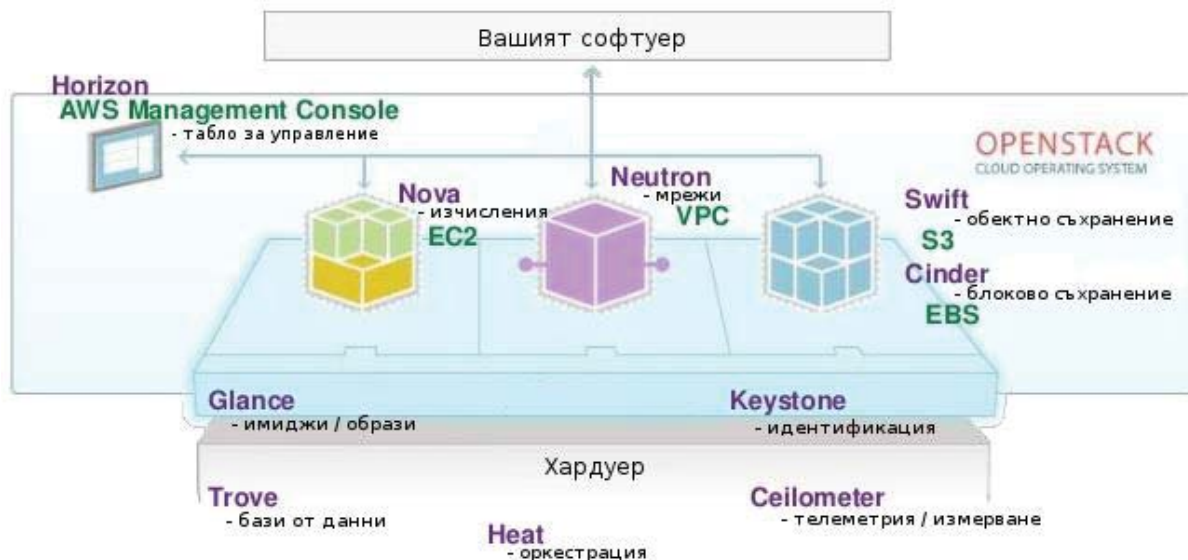 Вашият софтуер
Horizon
AWS Management Console
- табло за управление
OPENSTACK
CLOUD OPERATING SYSTEM
Nova
- изчисления
EC2
Neutron
- мрежи
VPC
Swift
- обектно съхранение
S3
Cinder
- блоково съхранение
EBS
Glance
- имиджи / образи
Keystone
- идентификация
Хардуер
Trove
- бази от данни
Heat
- оркестрация
Ceilometer
- телеметрия / измерване